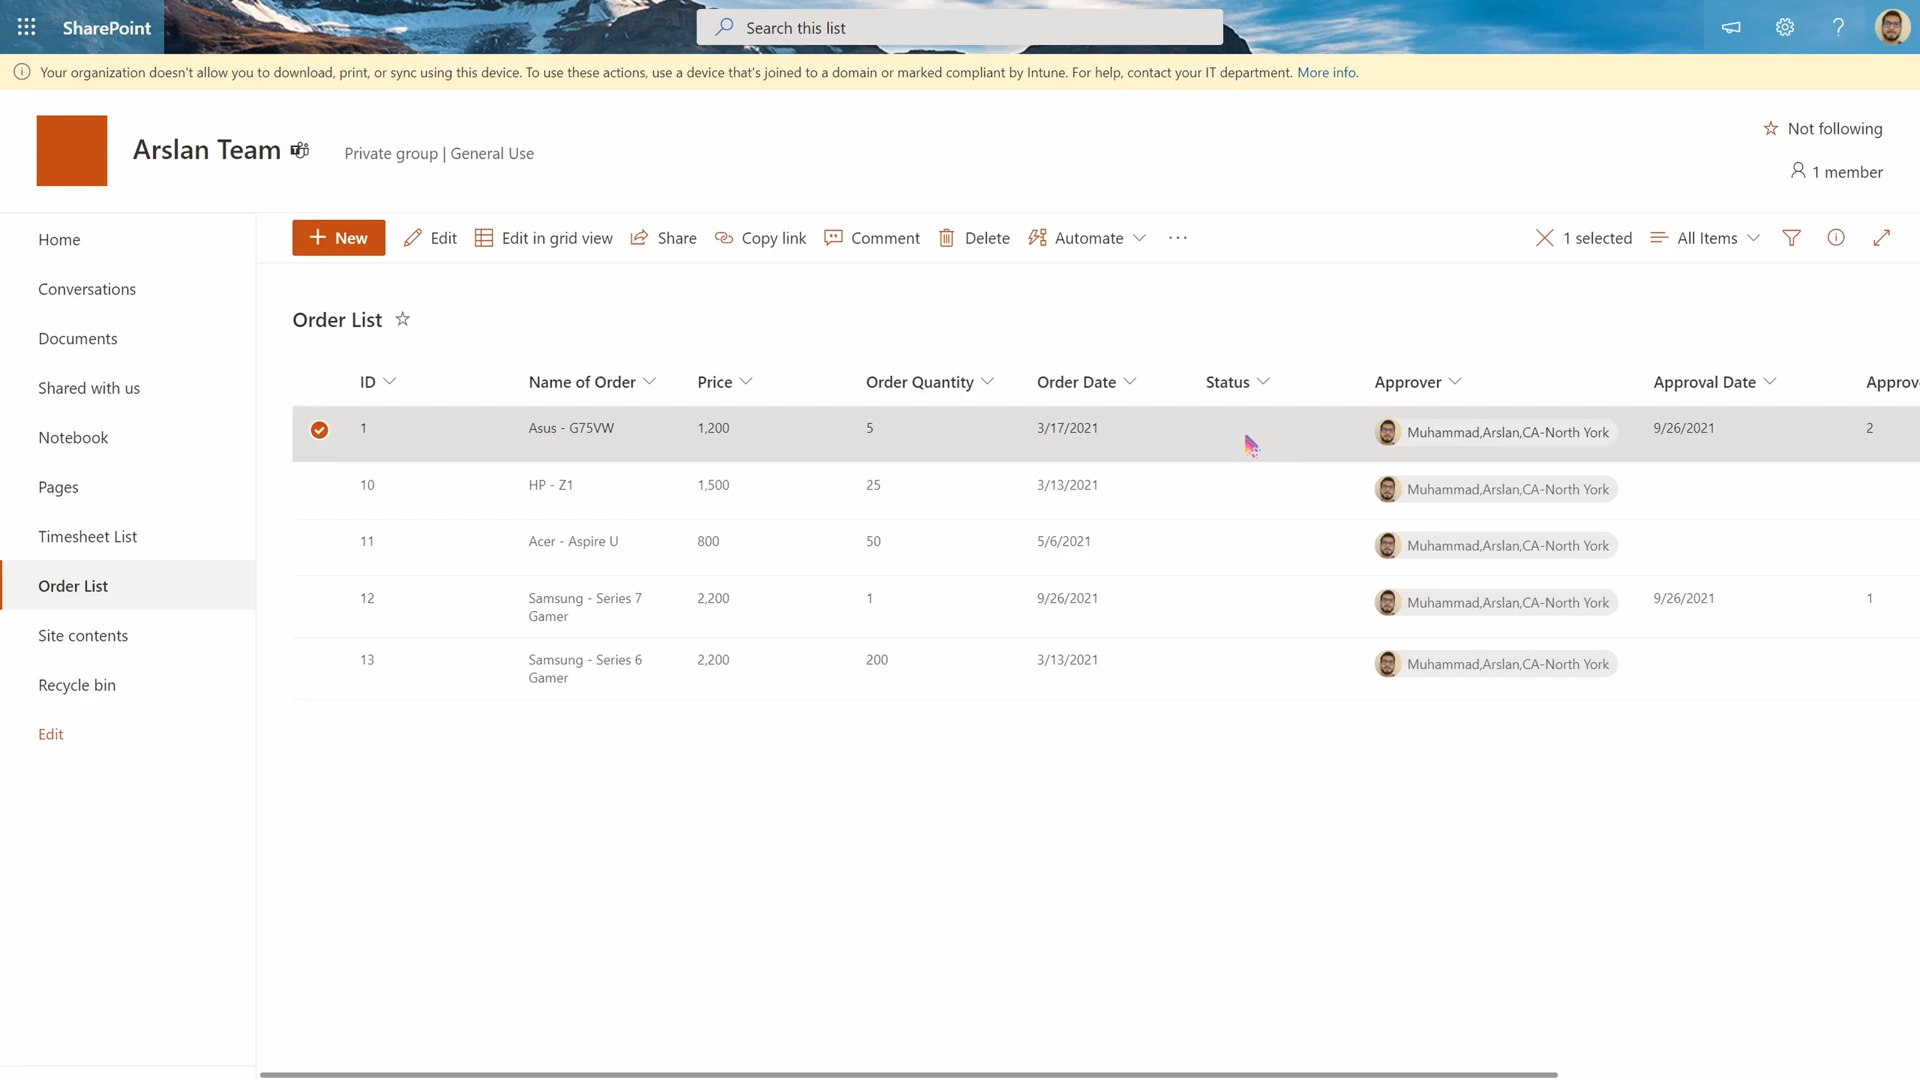 SharePoint
Search this list
?
Your organization doesn't allow you to download, print, or sync using this device. To use these actions, use a device that's joined to a domain or marked compliant by Intune. For help, contact your IT department. More info.
Arslan Team
Private group | General Use
Not following
1 member
Home
Conversations
Documents
Shared with us
Notebook
Pages
Timesheet List
Order List
Site contents
Recycle bin
Edit
+ New Edit Edit in grid view Share Copy link Comment Delete Automate ··· 1 selected All Items
Order List
ID Name of Order Price Order Quantity Order Date Status Approver Approval Date Approv
1 Asus - G75VW 1,200 5 3/17/2021 Muhammad,Arslan,CA-North York 9/26/2021 2
10 HP - Z1 1,500 25 3/13/2021 Muhammad,Arslan,CA-North York
11 Acer - Aspire U 800 50 5/6/2021 Muhammad,Arslan,CA-North York
12 Samsung - Series 7 2,200 1 9/26/2021 Muhammad,Arslan,CA-North York 9/26/2021 1
Gamer
13 Samsung - Series 6 2,200 200 3/13/2021 Muhammad,Arslan,CA-North York
Gamer